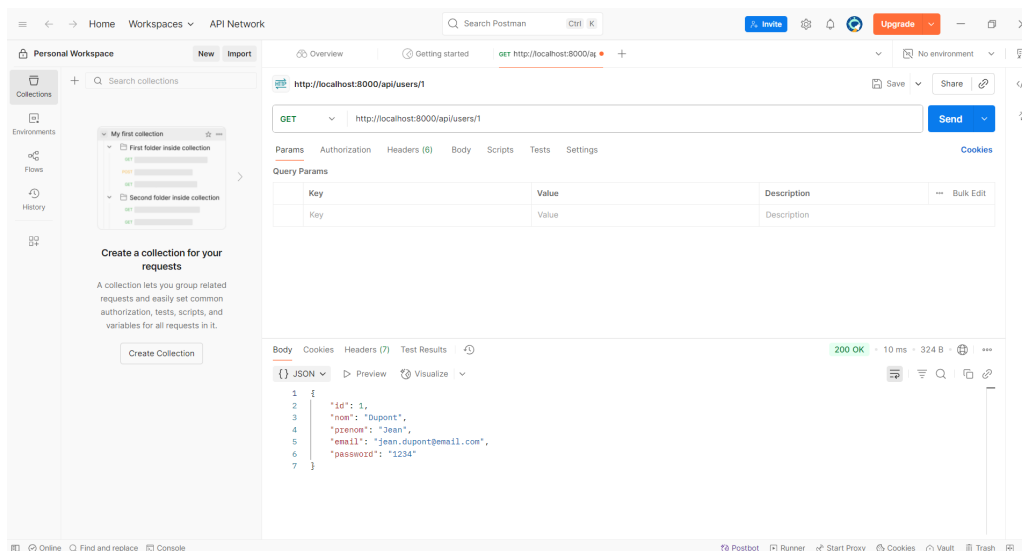 Home Workspaces API Network Search Postman Ctrl K Invite Upgrade
Personal Workspace New Import Overview Getting started GET http://localhost:8000/ap No environment
Collections
Search collections
http://localhost:8000/api/users/1 Save Share
GET http://localhost:8000/api/users/1 Send
Environments
Flows
History
My first collection
First folder inside collection
GET
POST
GET
Second folder inside collection
GET
GET
Create a collection for your
requests
A collection lets you group related
requests and easily set common
authorization, tests, scripts, and
variables for all requests in it.
Create Collection
Params Authorization Headers (6) Body Scripts Tests Settings Cookies
Query Params
Key Value Description Bulk Edit
Key Value Description
Body Cookies Headers (7) Test Results 200 OK 10 ms 324 B
{} JSON Preview Visualize
1 {
2 "id": 1,
3 "nom": "Dupont",
4 "prenom": "Jean",
5 "email": "jean.dupont@email.com",
6 "password": "1234"
7 }
Online Find and replace Console Postbot Runner Start Proxy Cookies Vault Trash